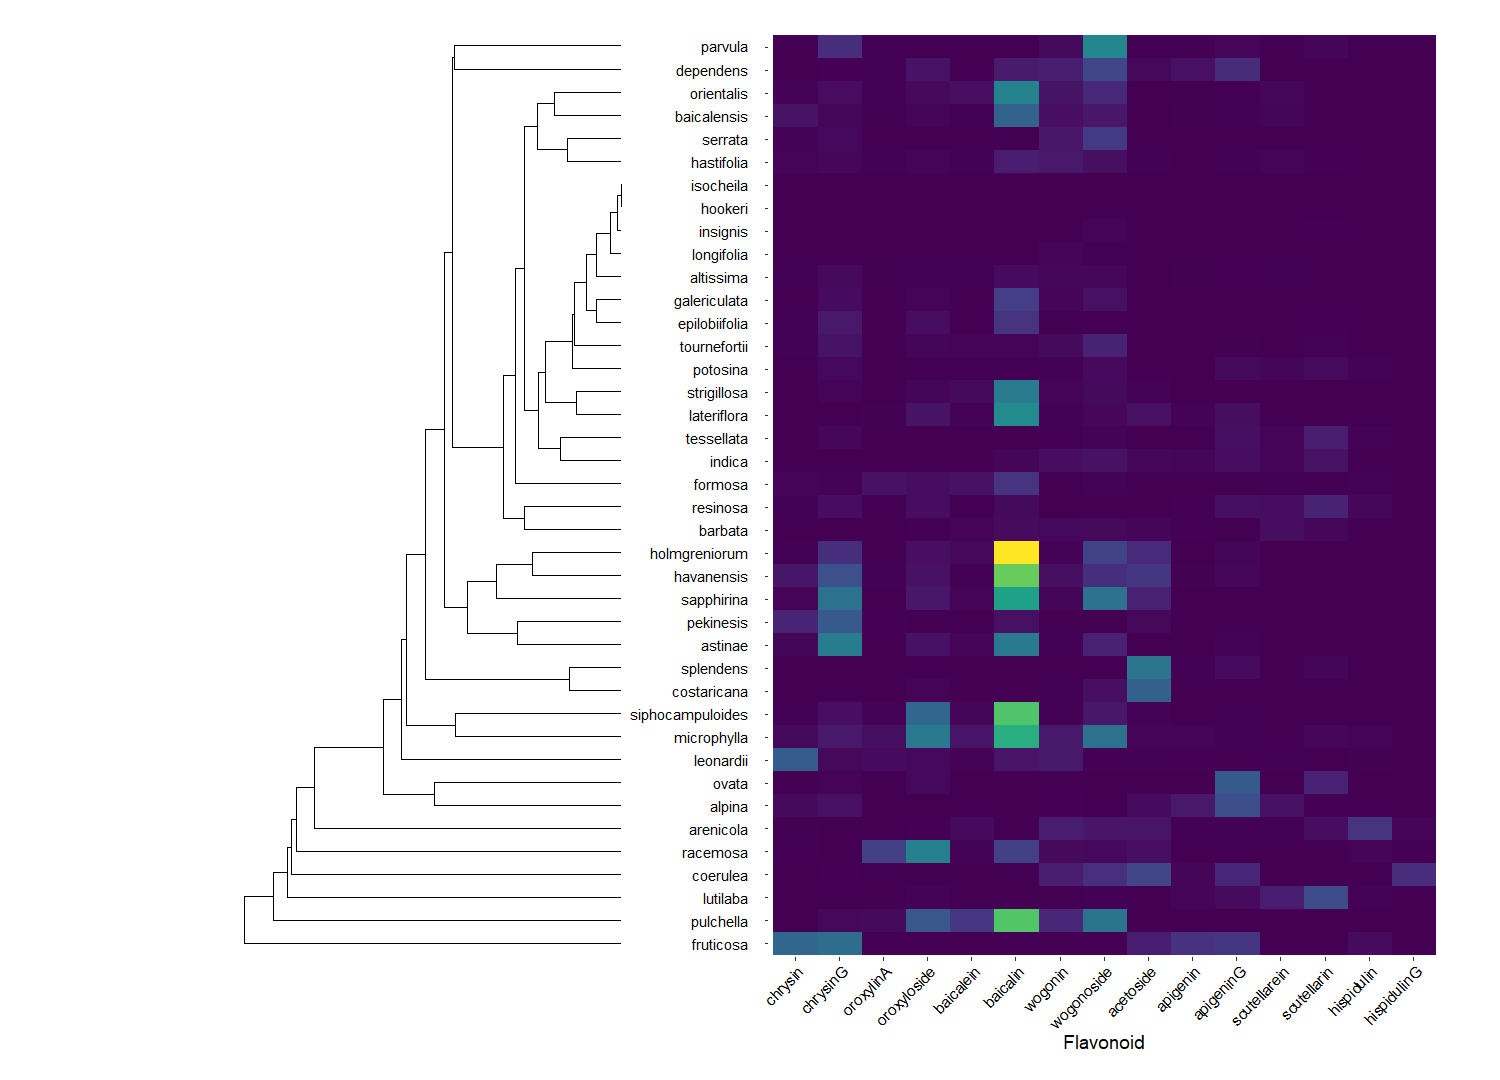 parvula
dependens
orientalis
baicalensis
serrata
hastifolia
isocheila
hookeri
insignis
longifolia
altissima
galericulata
epilobiifolia
tournefortii
potosina
strigillosa
lateriflora
tessellata
indica
formosa
resinosa
barbata
holmgreniorum
havanensis
sapphirina
pekinesis
astinae
splendens
costaricana
siphocampuloides
microphylla
leonardii
ovata
alpina
arenicola
racemosa
coerulea
lutilaba
pulchella
fruticosa
chrysin
chrysinG
oroxylinA
oroxyloside
baicalein
baicalin
wogonin
wogonoside
acetoside
apigenin
apigeninG
scutellarein
scutellarin
hispidulin
hispidulinG
Flavonoid